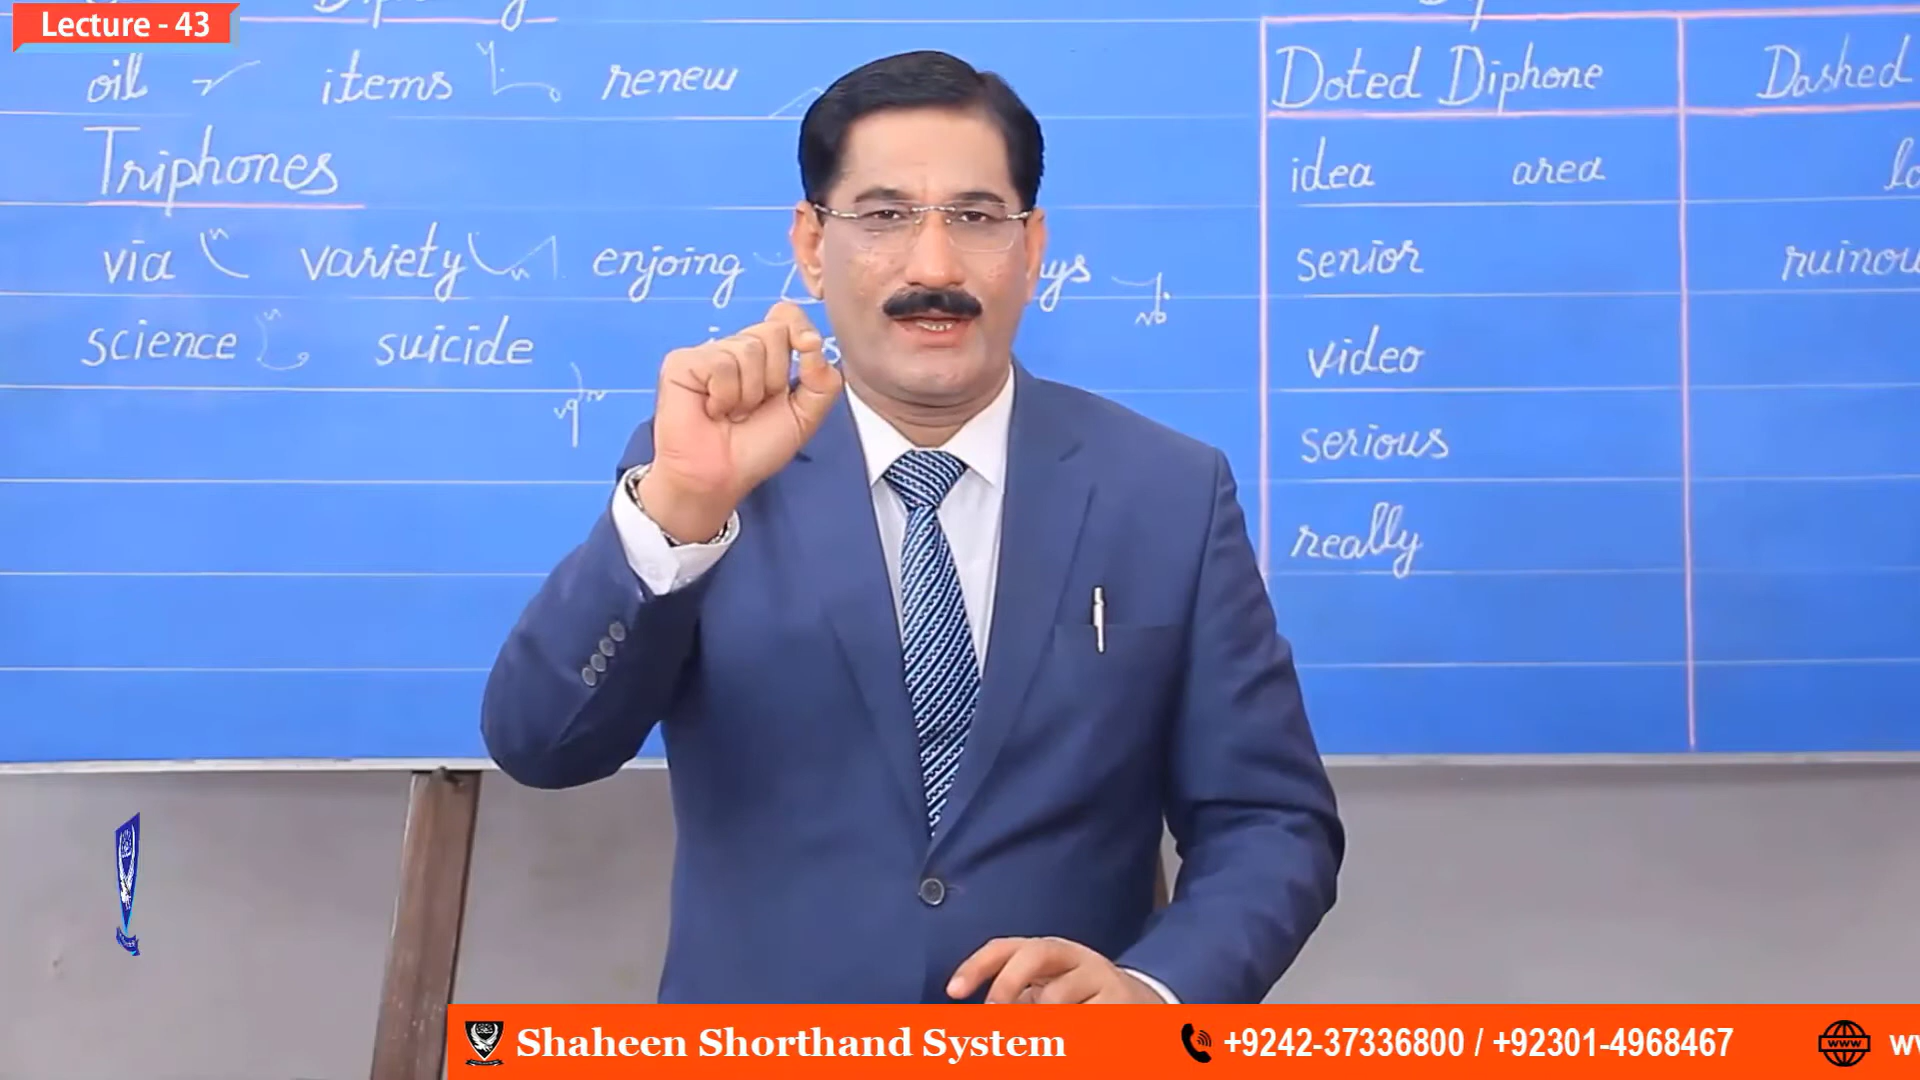 Lecture - 43
oil items renew
Triphones
via variety enjoing
science suicide
Doted Diphone Dashed
idea area
senior
video
serious
really
Shaheen Shorthand System +9242-37336800 / +92301-4968467
www